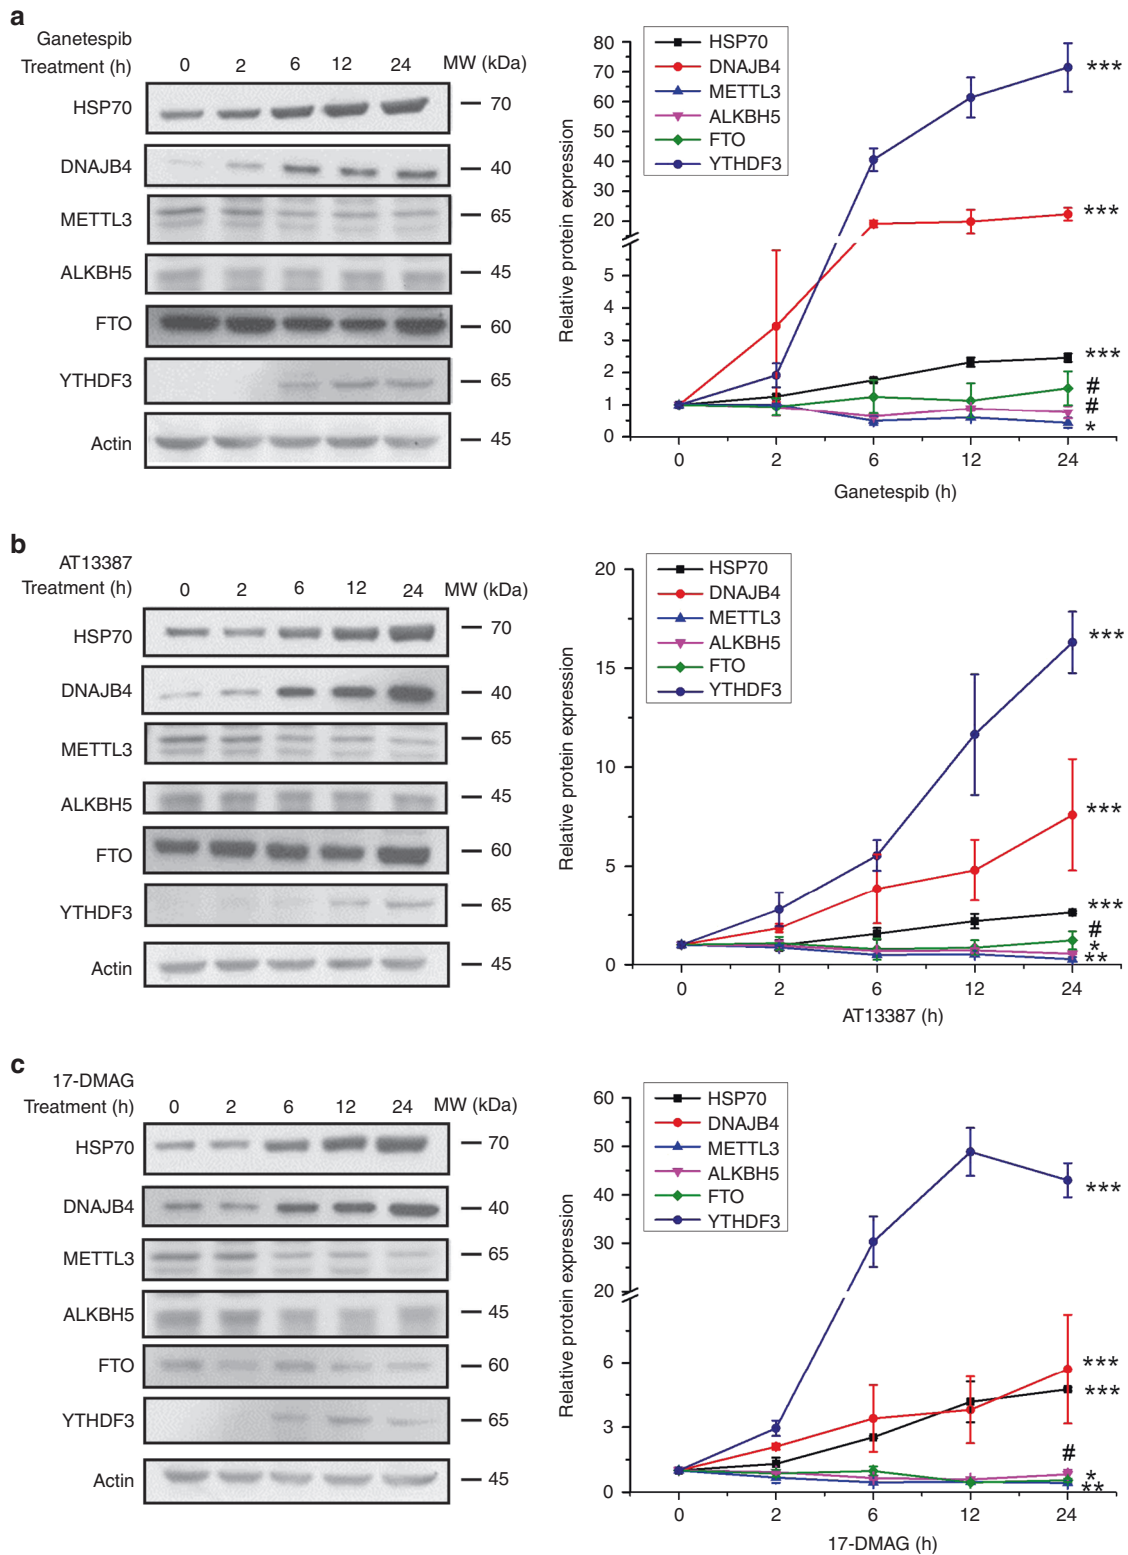 a
Ganetespib
Treatment (h) 0 2 6 12 24 MW (kDa)
HSP70 70
DNAJB4 40
METTL3 65
ALKBH5 45
FTO 60
YTHDF3 65
Actin 45
HSP70
DNAJB4
METTL3
ALKBH5
FTO
YTHDF3
80
70
60
50
40
30
20
5
4
3
2
1
0
Relative protein expression
***
***
***
#
#
*
0 2 6 12 24
Ganetespib (h)
b
AT13387
Treatment (h) 0 2 6 12 24 MW (kDa)
HSP70 70
DNAJB4 40
METTL3 65
ALKBH5 45
FTO 60
YTHDF3 65
Actin 45
HSP70
DNAJB4
METTL3
ALKBH5
FTO
YTHDF3
20
15
10
5
0
Relative protein expression
***
***
***
#
*
**
0 2 6 12 24
AT13387 (h)
c
17-DMAG
Treatment (h) 0 2 6 12 24 MW (kDa)
HSP70 70
DNAJB4 40
METTL3 65
ALKBH5 45
FTO 60
YTHDF3 65
Actin 45
HSP70
DNAJB4
METTL3
ALKBH5
FTO
YTHDF3
60
50
40
30
20
6
3
0
Relative protein expression
***
***
***
#
*
**
0 2 6 12 24
17-DMAG (h)